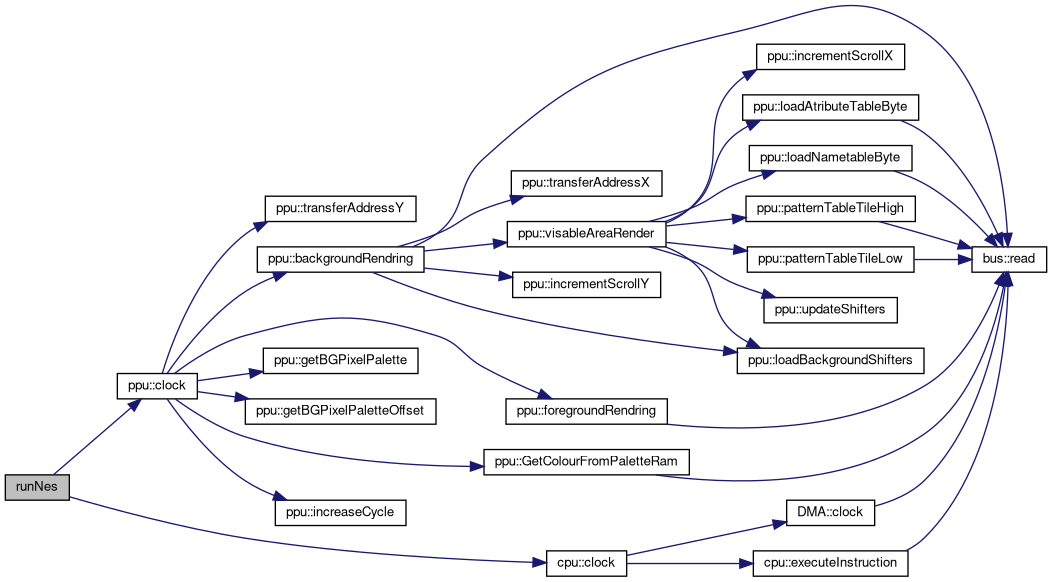 ppu::incrementScrollX
ppu::loadAtributeTableByte
ppu::loadNametableByte
ppu::transferAddressX
ppu::transferAddressY
ppu::patternTableTileHigh
ppu::visableAreaRender
ppu::backgroundRendring
ppu::patternTableTileLow
bus::read
ppu::incrementScrollY
ppu::updateShifters
ppu::getBGPixelPalette
ppu::loadBackgroundShifters
ppu::clock
ppu::getBGPixelPaletteOffset
ppu::foregroundRendring
ppu::GetColourFromPaletteRam
runNes
ppu::increaseCycle
DMA::clock
cpu::clock
cpu::executeInstruction